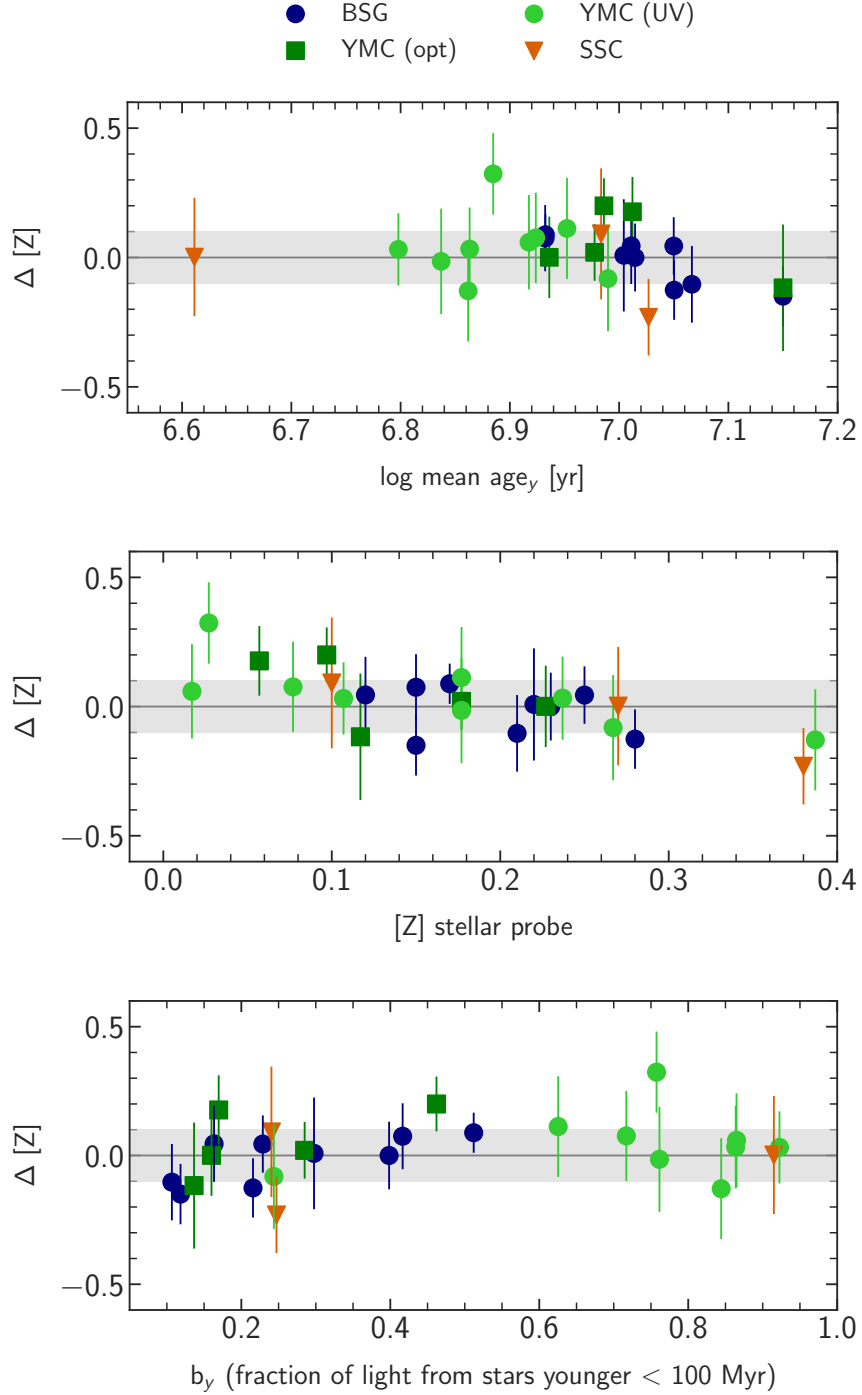 BSG
YMC (UV)
YMC (opt)
SSC
0.5
0.0
−0.5
Δ [Z]
6.6 6.7 6.8 6.9 7.0 7.1 7.2
log mean age_y [yr]
0.5
0.0
−0.5
Δ [Z]
0.0 0.1 0.2 0.3 0.4
[Z] stellar probe
0.5
0.0
−0.5
Δ [Z]
0.2 0.4 0.6 0.8 1.0
b_y (fraction of light from stars younger < 100 Myr)